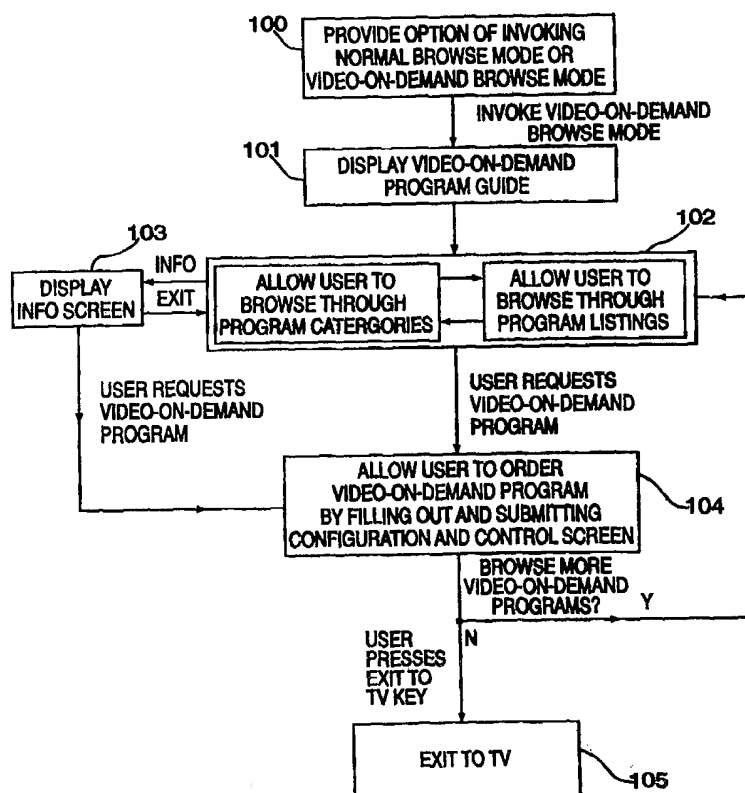 100
PROVIDE OPTION OF INVOKING
NORMAL BROWSE MODE OR
VIDEO-ON-DEMAND BROWSE MODE
INVOKE VIDEO-ON-DEMAND
BROWSE MODE
101
DISPLAY VIDEO-ON-DEMAND
PROGRAM GUIDE
102
103
DISPLAY
INFO SCREEN
INFO
EXIT
ALLOW USER TO
BROWSE THROUGH
PROGRAM CATERGORIES
ALLOW USER TO
BROWSE THROUGH
PROGRAM LISTINGS
USER REQUESTS
VIDEO-ON-DEMAND
PROGRAM
USER REQUESTS
VIDEO-ON-DEMAND
PROGRAM
ALLOW USER TO ORDER
VIDEO-ON-DEMAND PROGRAM
BY FILLING OUT AND SUBMITTING
CONFIGURATION AND CONTROL SCREEN
104
BROWSE MORE
VIDEO-ON-DEMAND
PROGRAMS?
Y
N
USER
PRESSES
EXIT TO
TV KEY
EXIT TO TV
105